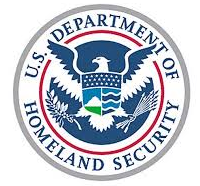 U.S. DEPARTMENT OF
HOMELAND SECURITY